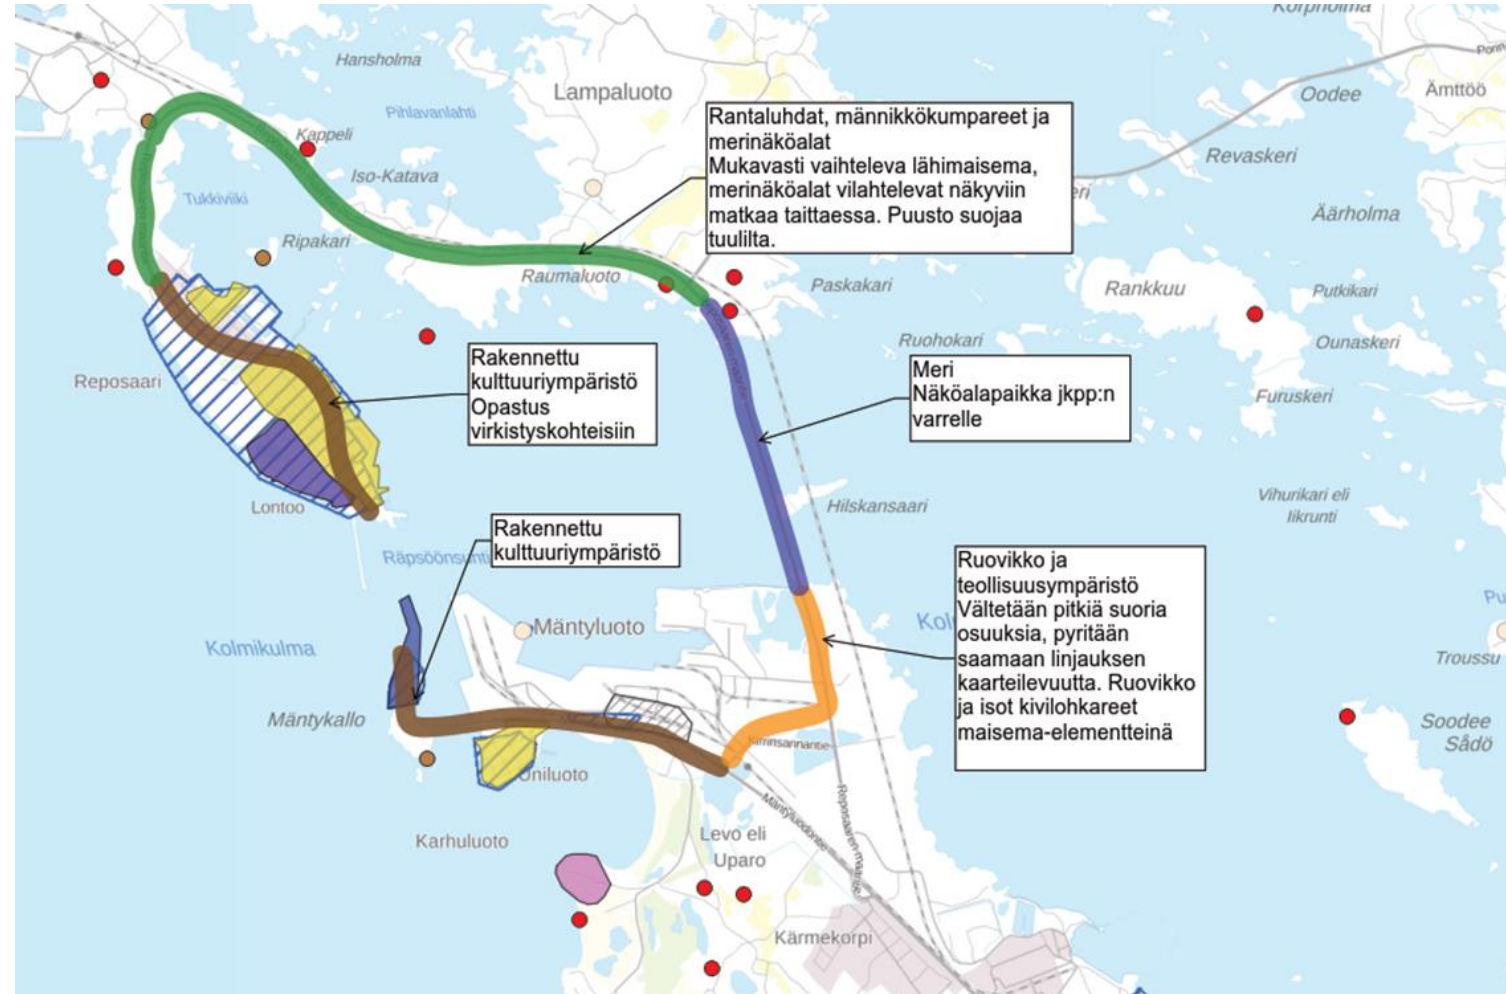 Korpholma
Hansholma
Pihlavanlahti
Lampaluoto
Oodee
Ämttöö
Kappeli
Iso-Katava
Tukkiviiki
Ripakari
Raumaluoto
Rantaluhdat, männikkökumpareet ja
merinäköalat
Mukavasti vaihteleva lähimaisema,
merinäköalat vilahtelevat näkyviin
matkaa taittaessa. Puusto suojaa
tuulilta.
Revaskeri
Äärholma
Paskakari
Rankkuu
Putkikari
Ounaskeri
Ruohokari
Furuskeri
Reposaari
Rakennettu
kulttuuriympäristö
Opastus
virkistyskohteisiin
Meri
Näköalapaikka jkpp:n
varrelle
Lontoo
Hilskansaari
Vihurikari eli
Iikrunti
Rakennettu
kulttuuriympäristö
Mäntyluoto
Kolmikulma
Mäntykallo
Uniluoto
Karhuluoto
Ruovikko ja
teollisuusympäristö
Vältetään pitkiä suoria
osuuksia, pyritään
saamaan linjauksen
kaarteilevuutta. Ruovikko
ja isot kivilohkareet
maisema-elementteinä
Troussu
Soodee
Sådö
Mäntyluodontie
Levo eli
Uparo
Kärmekorpi